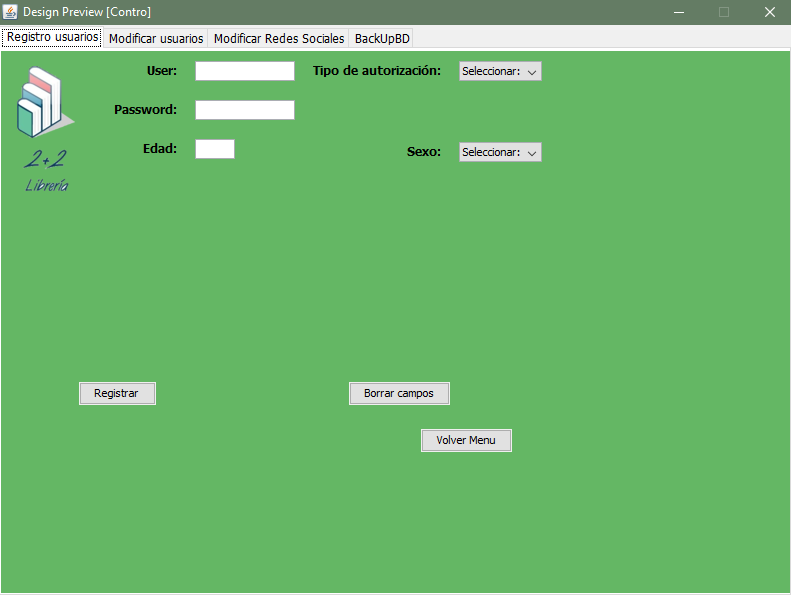 Design Preview [Contro]
Registro usuarios Modificar usuarios Modificar Redes Sociales BackUpBD
User: Tipo de autorización: Seleccionar:
Password:
Edad: Sexo: Seleccionar:
2+2
Librería
Registrar Borrar campos
Volver Menu